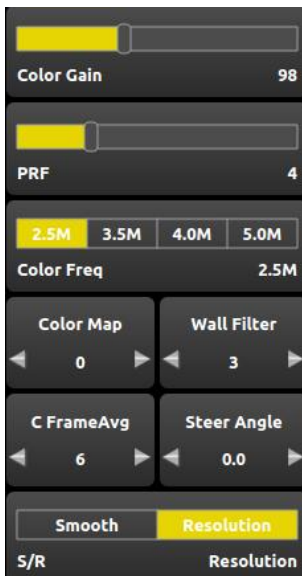 Color Gain 98
PRF 4
2.5M 3.5M 4.0M 5.0M
Color Freq 2.5M
Color Map Wall Filter
0 3
C FrameAvg Steer Angle
6 0.0
Smooth Resolution
S/R Resolution